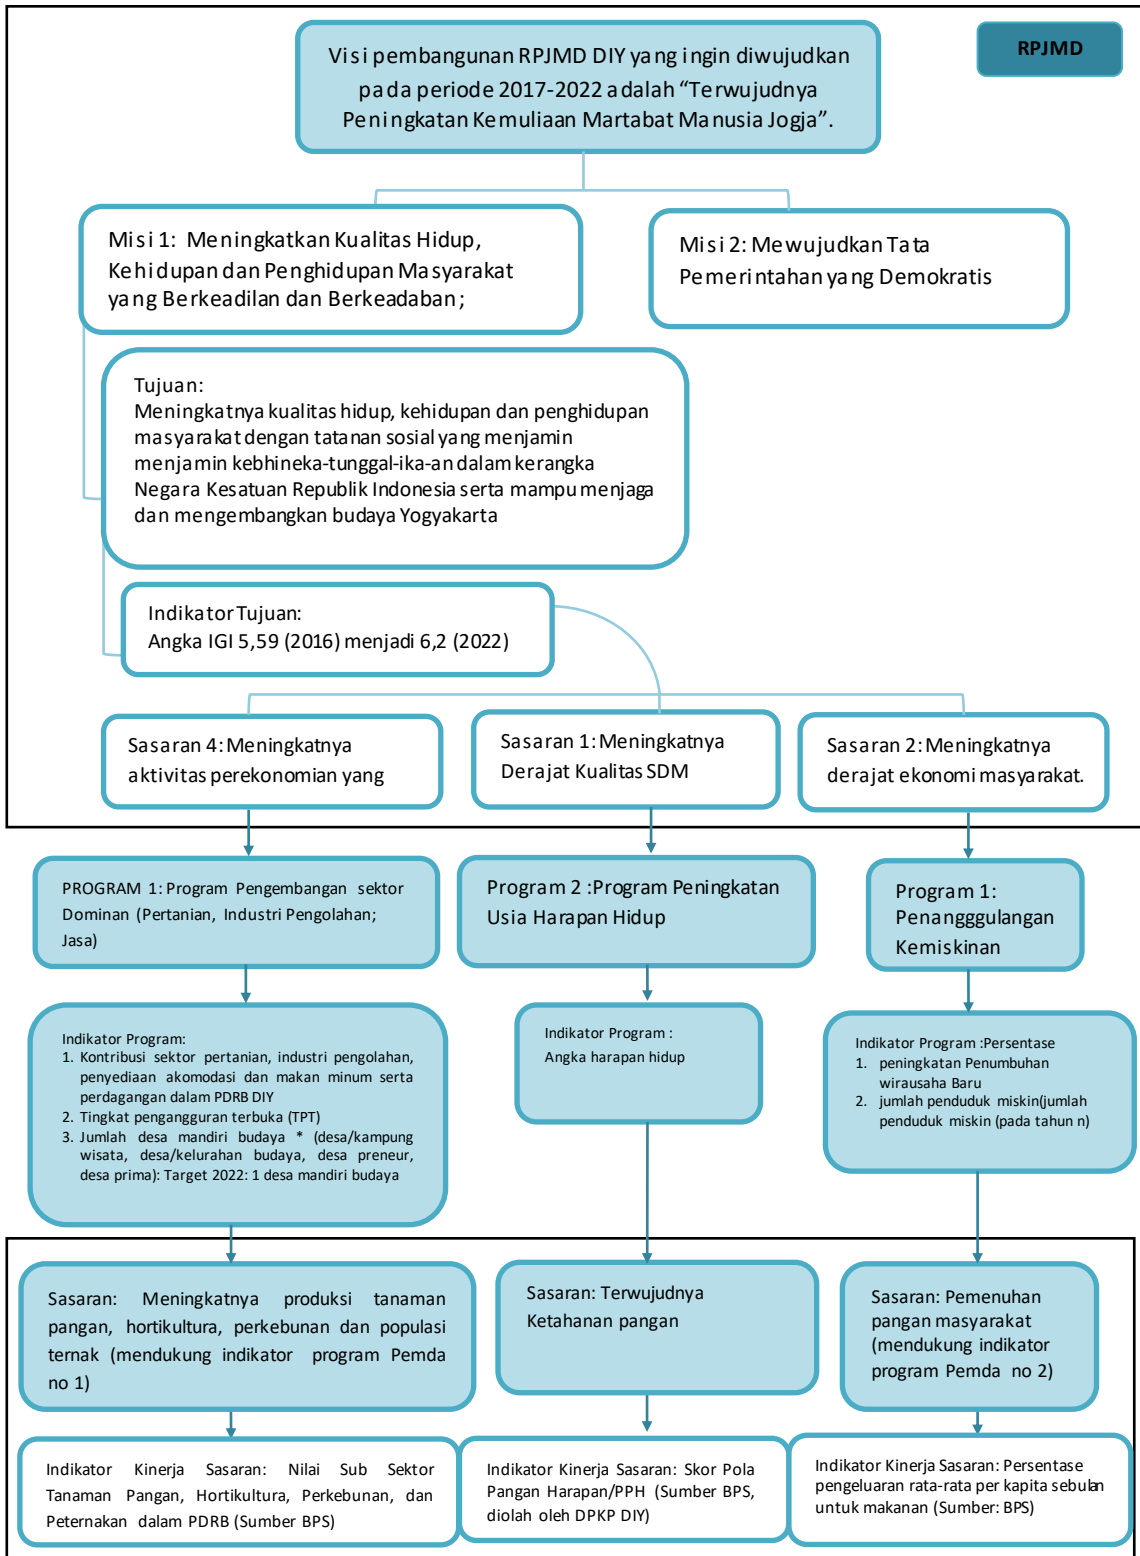 RPJMD
Visi pembangunan RPJMD DIY yang ingin diwujudkan
pada periode 2017-2022 adalah “Terwujudnya
Peningkatan Kemuliaan Martabat Manusia Jogja”.
Misi 1: Meningkatkan Kualitas Hidup,
Kehidupan dan Penghidupan Masyarakat
yang Berkeadilan dan Berkeadaban;
Misi 2: Mewujudkan Tata
Pemerintahan yang Demokratis
Tujuan:
Meningkatnya kualitas hidup, kehidupan dan penghidupan
masyarakat dengan tatanan sosial yang menjamin
menjamin kebhineka-tunggal-ika-an dalam kerangka
Negara Kesatuan Republik Indonesia serta mampu menjaga
dan mengembangkan budaya Yogyakarta
Indikator Tujuan:
Angka IGI 5,59 (2016) menjadi 6,2 (2022)
Sasaran 4: Meningkatnya
aktivitas perekonomian yang
Sasaran 1: Meningkatnya
Derajat Kualitas SDM
Sasaran 2: Meningkatnya
derajat ekonomi masyarakat.
PROGRAM 1: Program Pengembangan sektor
Dominan (Pertanian, Industri Pengolahan;
Jasa)
Program 2 :Program Peningkatan
Usia Harapan Hidup
Program 1:
Penangggulangan
Kemiskinan
Indikator Program:
1. Kontribusi sektor pertanian, industri pengolahan,
penyediaan akomodasi dan makan minum serta
perdagangan dalam PDRB DIY
2. Tingkat pengangguran terbuka (TPT)
3. Jumlah desa mandiri budaya * (desa/kampung
wisata, desa/kelurahan budaya, desa preneur,
desa prima): Target 2022: 1 desa mandiri budaya
Indikator Program :
Angka harapan hidup
Indikator Program :Persentase
1. peningkatan Penumbuhan
wirausaha Baru
2. jumlah penduduk miskin(jumlah
penduduk miskin (pada tahun n)
Sasaran: Meningkatnya produksi tanaman
pangan, hortikultura, perkebunan dan populasi
ternak (mendukung indikator program Pemda
no 1)
Sasaran: Terwujudnya
Ketahanan pangan
Sasaran: Pemenuhan
pangan masyarakat
(mendukung indikator
program Pemda no 2)
Indikator Kinerja Sasaran: Nilai Sub Sektor
Tanaman Pangan, Hortikultura, Perkebunan, dan
Peternakan dalam PDRB (Sumber BPS)
Indikator Kinerja Sasaran: Skor Pola
Pangan Harapan/PPH (Sumber BPS,
diolah oleh DPKP DIY)
Indikator Kinerja Sasaran: Persentase
pengeluaran rata-rata per kapita sebulan
untuk makanan (Sumber: BPS)